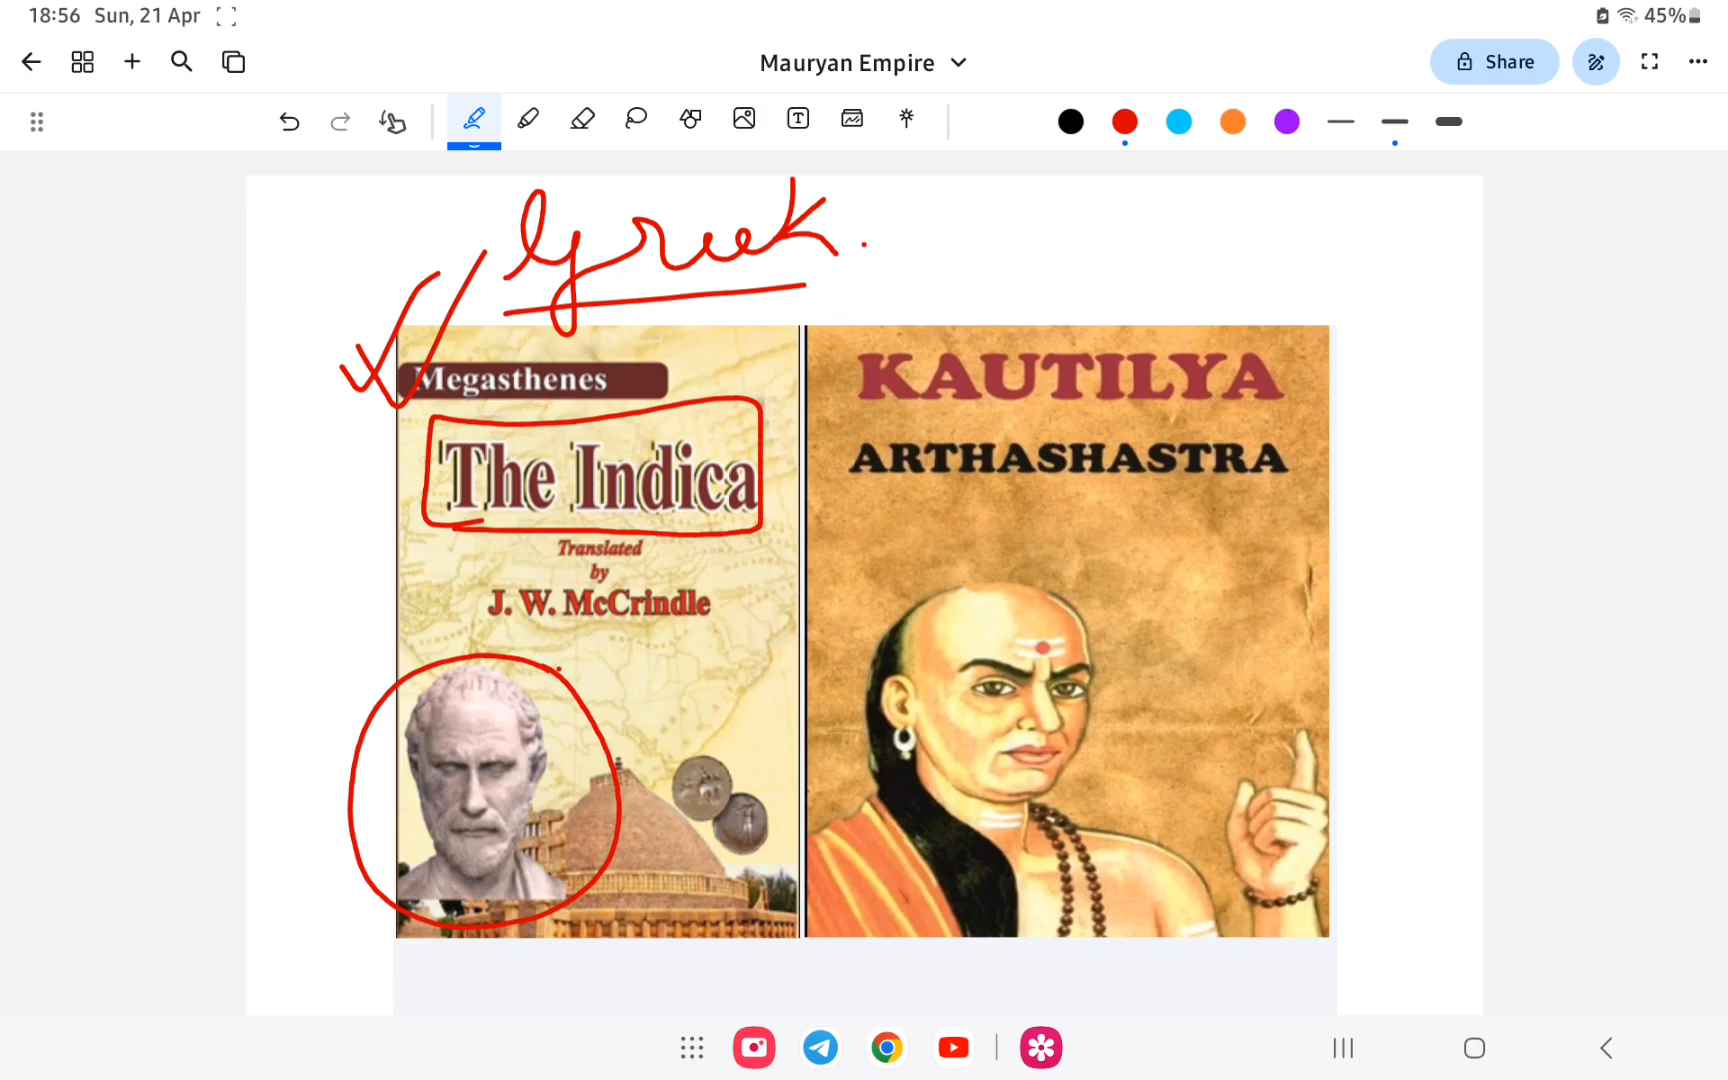 18:56 Sun, 21 Apr
45%
Mauryan Empire
Share
Greek.
Megasthenes
The Indica
Translated
by
J. W. McCrindle
KAUTILYA
ARTHASHASTRA